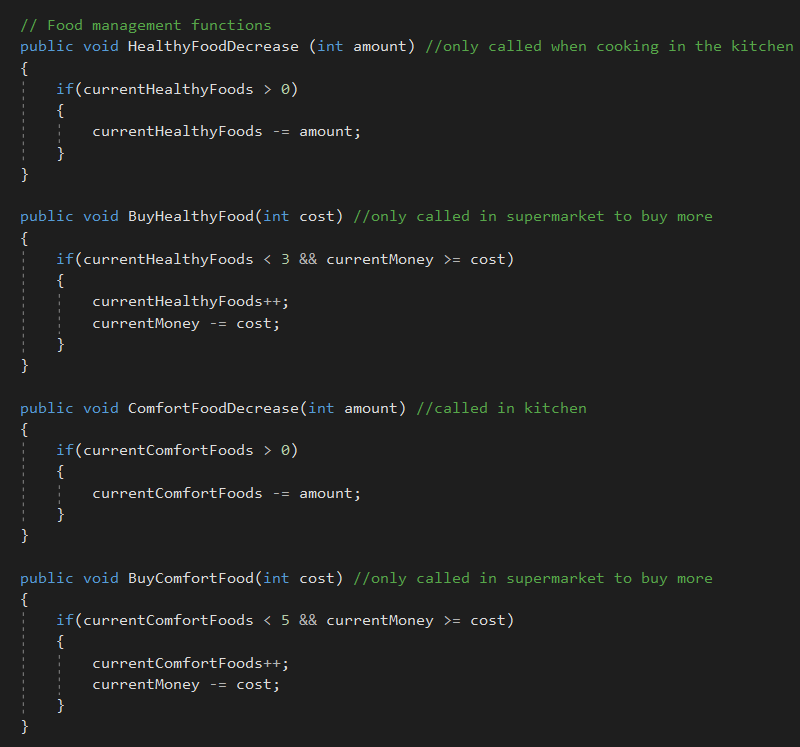 // Food management functions
public void HealthyFoodDecrease (int amount) //only called when cooking in the kitchen
{
    if(currentHealthyFoods > 0)
    {
        currentHealthyFoods -= amount;
    }
}

public void BuyHealthyFood(int cost) //only called in supermarket to buy more
{
    if(currentHealthyFoods < 3 && currentMoney >= cost)
    {
        currentHealthyFoods++;
        currentMoney -= cost;
    }
}

public void ComfortFoodDecrease(int amount) //called in kitchen
{
    if(currentComfortFoods > 0)
    {
        currentComfortFoods -= amount;
    }
}

public void BuyComfortFood(int cost) //only called in supermarket to buy more
{
    if(currentComfortFoods < 5 && currentMoney >= cost)
    {
        currentComfortFoods++;
        currentMoney -= cost;
    }
}